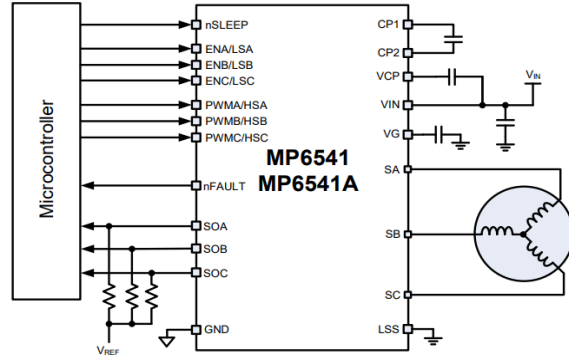 Microcontroller
nSLEEP
ENA/LSA
ENB/LSB
ENC/LSC
PWMA/HSA
PWMB/HSB
PWMC/HSC
nFAULT
SOA
SOB
SOC
GND
VREF
MP6541
MP6541A
CP1
CP2
VCP
VIN
VG
SA
SB
SC
LSS
VIN